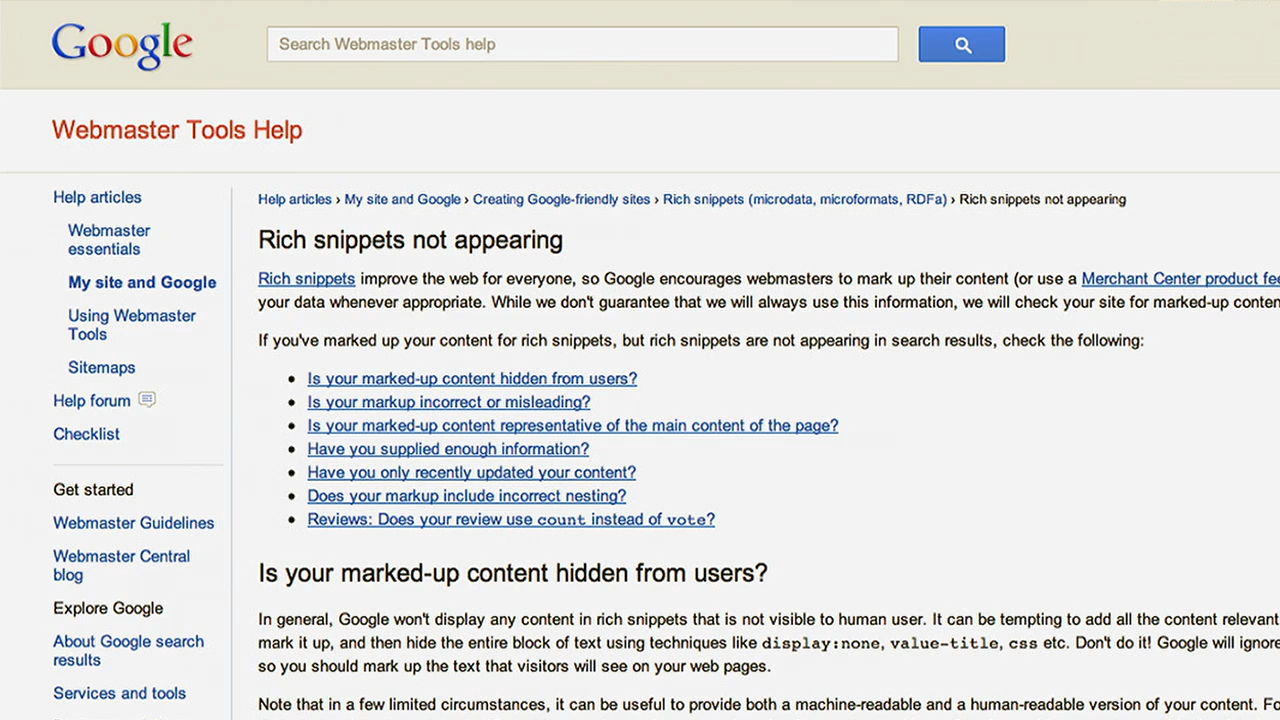 Google
Search Webmaster Tools help
Webmaster Tools Help
Help articles
Webmaster
essentials
My site and Google
Using Webmaster
Tools
Sitemaps
Help forum
Checklist
Get started
Webmaster Guidelines
Webmaster Central
blog
Explore Google
About Google search
results
Services and tools
Help articles › My site and Google › Creating Google-friendly sites › Rich snippets (microdata, microformats, RDFa) › Rich snippets not appearing
Rich snippets not appearing
Rich snippets improve the web for everyone, so Google encourages webmasters to mark up their content (or use a Merchant Center product fe
your data whenever appropriate. While we don't guarantee that we will always use this information, we will check your site for marked-up conten
If you've marked up your content for rich snippets, but rich snippets are not appearing in search results, check the following:
• Is your marked-up content hidden from users?
• Is your markup incorrect or misleading?
• Is your marked-up content representative of the main content of the page?
• Have you supplied enough information?
• Have you only recently updated your content?
• Does your markup include incorrect nesting?
• Reviews: Does your review use count instead of vote?
Is your marked-up content hidden from users?
In general, Google won't display any content in rich snippets that is not visible to human user. It can be tempting to add all the content relevant
mark it up, and then hide the entire block of text using techniques like display:none, value-title, css etc. Don't do it! Google will ignore
so you should mark up the text that visitors will see on your web pages.
Note that in a few limited circumstances, it can be useful to provide both a machine-readable and a human-readable version of your content. Fo